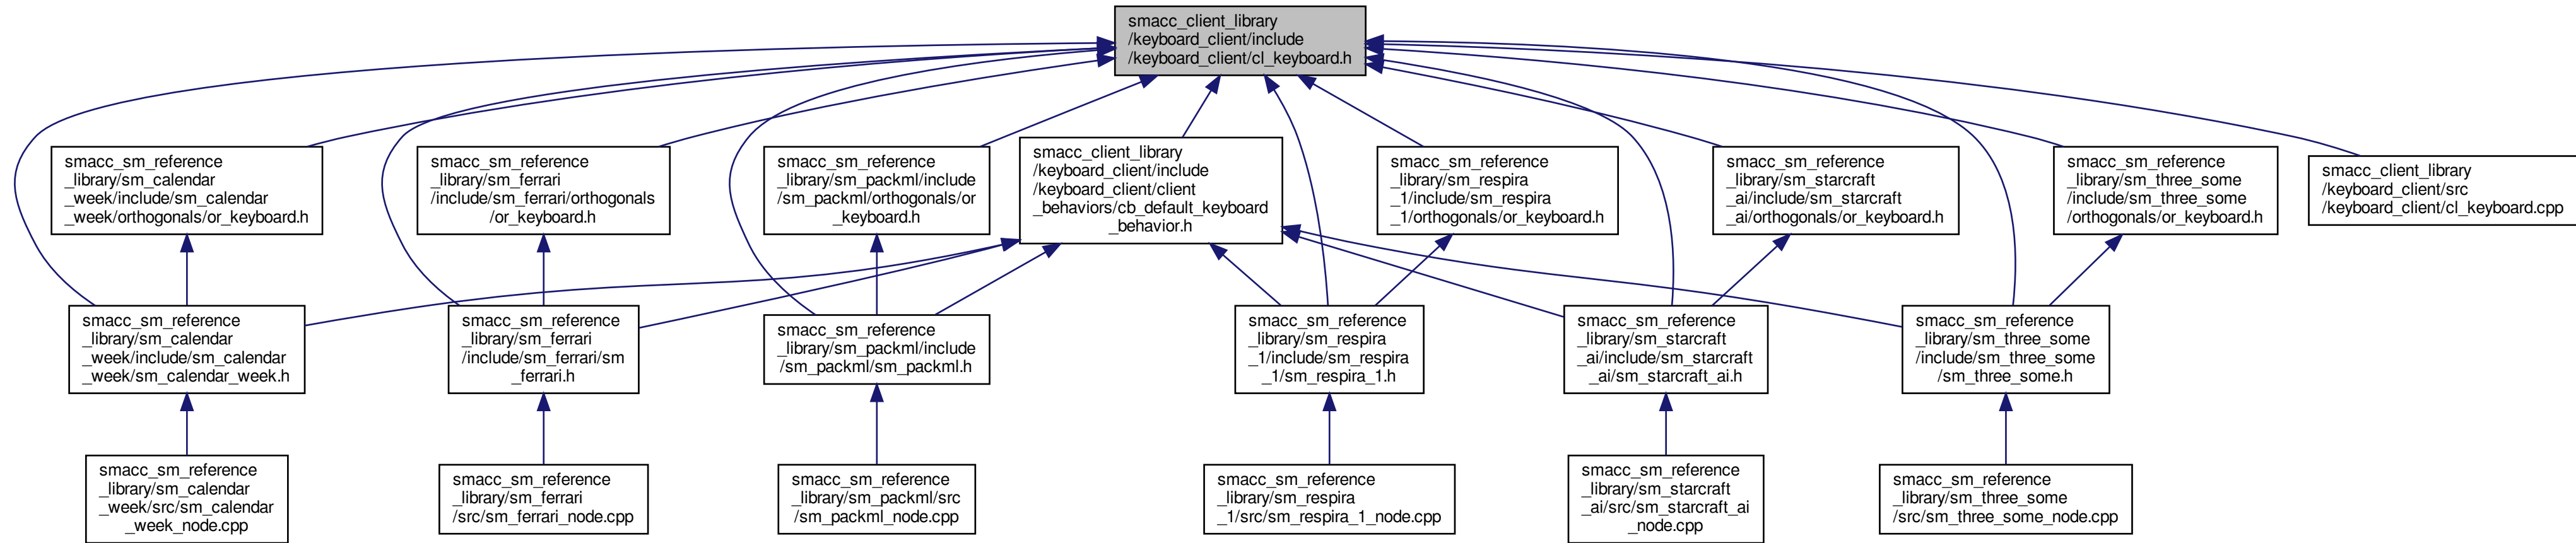 smacc_client_library
/keyboard_client/include
/keyboard_client/cl_keyboard.h
smacc_sm_reference
_library/sm_calendar
_week/include/sm_calendar
_week/orthogonals/or_keyboard.h
smacc_sm_reference
_library/sm_ferrari
/include/sm_ferrari/orthogonals
/or_keyboard.h
smacc_sm_reference
_library/sm_packml/include
/sm_packml/orthogonals/or
_keyboard.h
smacc_client_library
/keyboard_client/include
/keyboard_client/client
_behaviors/cb_default_keyboard
_behavior.h
smacc_sm_reference
_library/sm_respira
_1/include/sm_respira
_1/orthogonals/or_keyboard.h
smacc_sm_reference
_library/sm_starcraft
_ai/include/sm_starcraft
_ai/orthogonals/or_keyboard.h
smacc_sm_reference
_library/sm_three_some
/include/sm_three_some
/orthogonals/or_keyboard.h
smacc_client_library
/keyboard_client/src
/keyboard_client/cl_keyboard.cpp
smacc_sm_reference
_library/sm_calendar
_week/include/sm_calendar
_week/sm_calendar_week.h
smacc_sm_reference
_library/sm_ferrari
/include/sm_ferrari/sm
_ferrari.h
smacc_sm_reference
_library/sm_packml/include
/sm_packml/sm_packml.h
smacc_sm_reference
_library/sm_respira
_1/include/sm_respira
_1/sm_respira_1.h
smacc_sm_reference
_library/sm_starcraft
_ai/include/sm_starcraft
_ai/sm_starcraft_ai.h
smacc_sm_reference
_library/sm_three_some
/include/sm_three_some
/sm_three_some.h
smacc_sm_reference
_library/sm_calendar
_week/src/sm_calendar
_week_node.cpp
smacc_sm_reference
_library/sm_ferrari
/src/sm_ferrari_node.cpp
smacc_sm_reference
_library/sm_packml/src
/sm_packml_node.cpp
smacc_sm_reference
_library/sm_respira
_1/src/sm_respira_1_node.cpp
smacc_sm_reference
_library/sm_starcraft
_ai/src/sm_starcraft_ai
_node.cpp
smacc_sm_reference
_library/sm_three_some
/src/sm_three_some_node.cpp